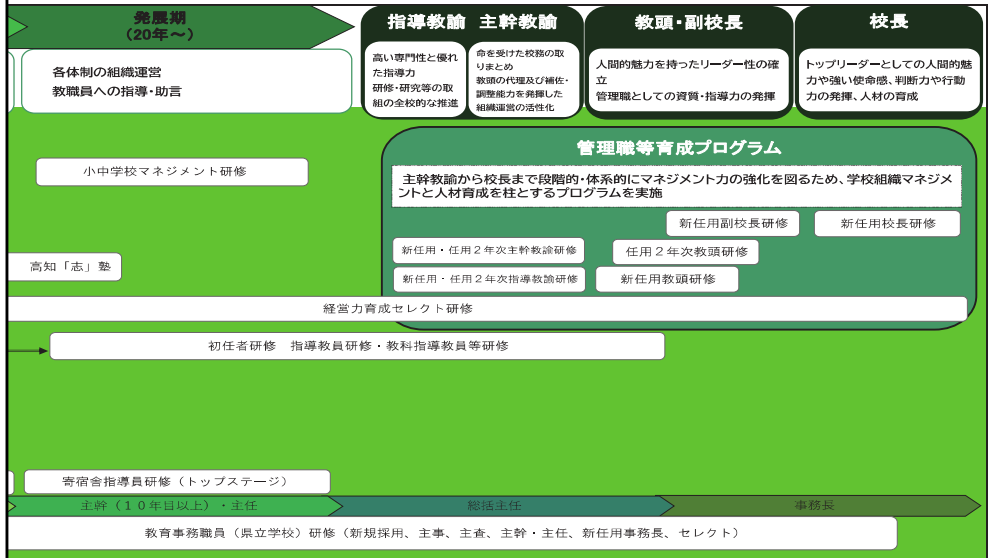 発展期
(20年～)
各体制の組織運営
教職員への指導・助言
指導教諭
高い専門性と優れ
た指導力
研修・研究等の取
組の全校的な推進
主幹教諭
命を受けた校務の取
りまとめ
教頭の代理及び補佐・
調整能力を発揮した
組織運営の活性化
教頭・副校長
人間的魅力を持ったリーダー性の確
立
管理職としての資質・指導力の発揮
校長
トップリーダーとしての人間的魅
力や強い使命感、判断力や行動
力の発揮、人材の育成
管理職等育成プログラム
主幹教諭から校長まで段階的・体系的にマネジメント力の強化を図るため、学校組織マネジメ
ントと人材育成を柱とするプログラムを実施
小中学校マネジメント研修
新任用副校長研修
新任用校長研修
新任用・任用２年次主幹教諭研修
任用２年次教頭研修
高知「志」塾
新任用・任用２年次指導教諭研修
新任用教頭研修
経営力育成セレクト研修
初任者研修　指導教員研修・教科指導教員等研修
寄宿舎指導員研修（トップステージ）
主幹（１０年目以上）・主任
総括主任
事務長
教育事務職員（県立学校）研修（新規採用、主事、主査、主幹・主任、新任用事務長、セレクト）